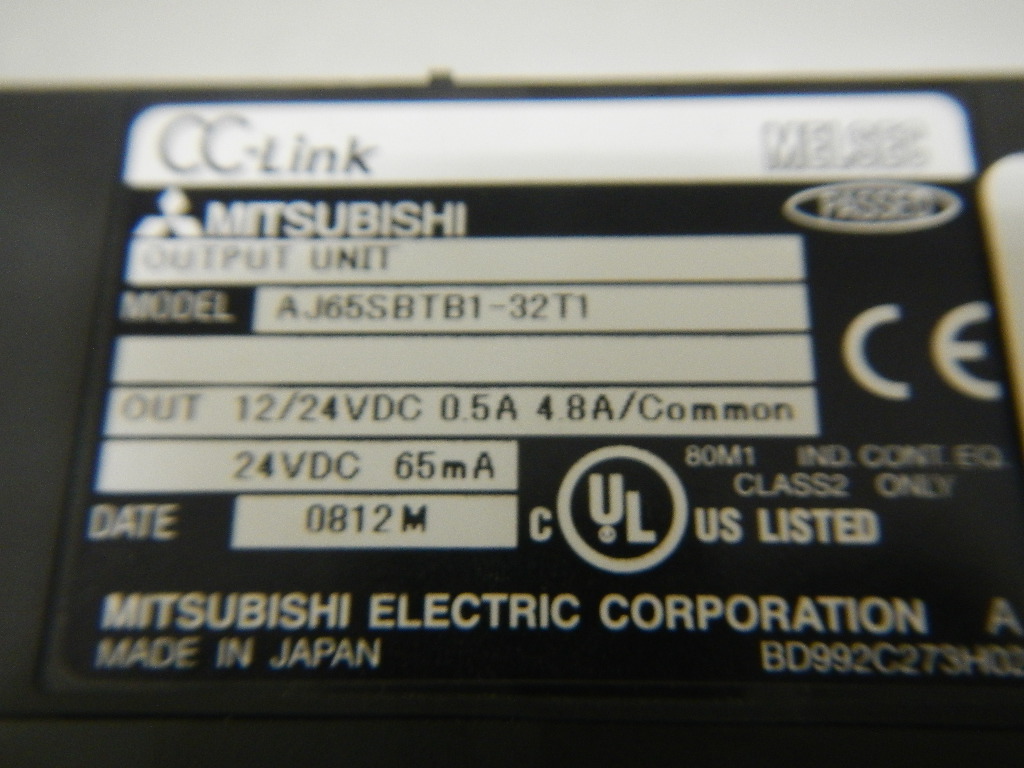 CC-Link MELSEC
MITSUBISHI PASSED
OUTPUT UNIT
MODEL AJ65SBTB1-32T1
CE
OUT 12/24VDC 0.5A 4.8A/Common
24VDC 65mA
80M1 IND. CONT. EQ.
CLASS2 ONLY
DATE 0812M
C UL US LISTED
MITSUBISHI ELECTRIC CORPORATION A
MADE IN JAPAN BD992C273H02